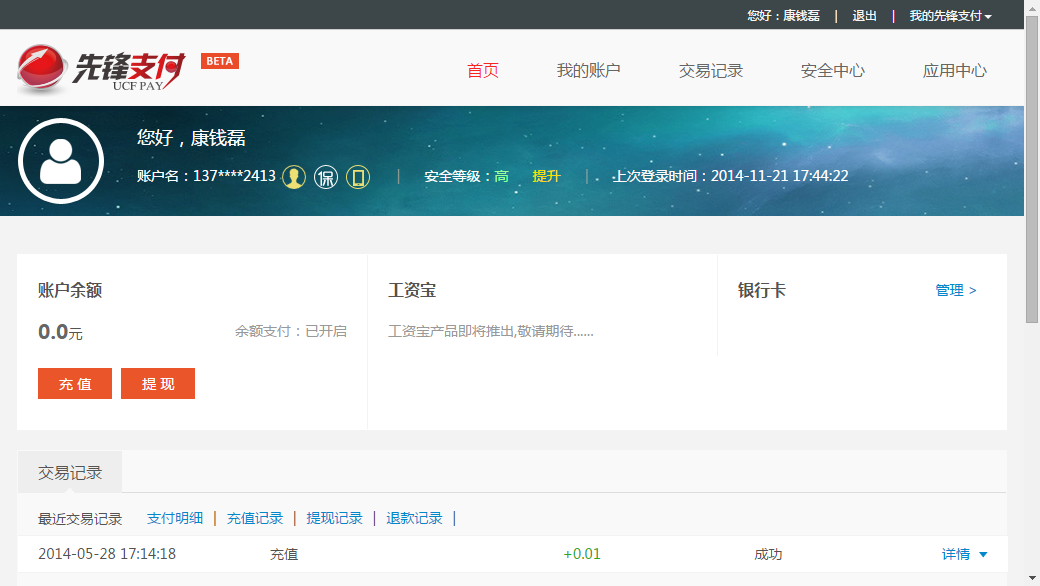 您好：康钱磊 | 退出 | 我的先锋支付
先锋支付 UCF PAY BETA
首页 我的账户 交易记录 安全中心 应用中心
您好，康钱磊
账户名：137****2413 保 | 安全等级：高 提升 | 上次登录时间：2014-11-21 17:44:22
账户余额 工资宝 银行卡 管理 >
0.0元 余额支付：已开启 工资宝产品即将推出,敬请期待......
充值 提现
交易记录
最近交易记录 支付明细 | 充值记录 | 提现记录 | 退款记录 |
2014-05-28 17:14:18 充值 +0.01 成功 详情